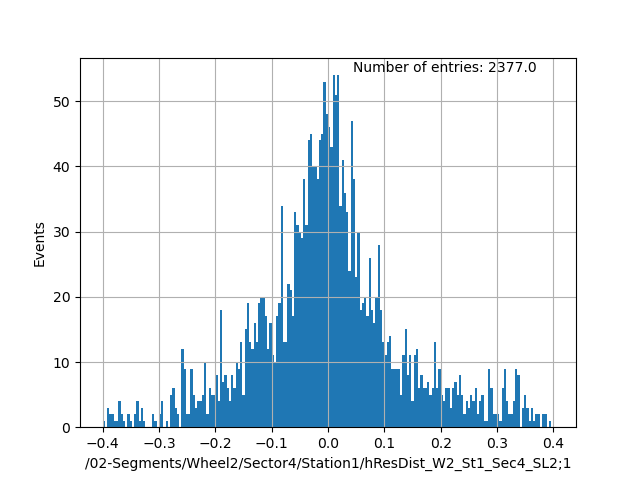 Number of entries: 2377.0
50
40
30
20
10
0
Events
−0.4 −0.3 −0.2 −0.1 0.0 0.1 0.2 0.3 0.4
/02-Segments/Wheel2/Sector4/Station1/hResDist_W2_St1_Sec4_SL2;1